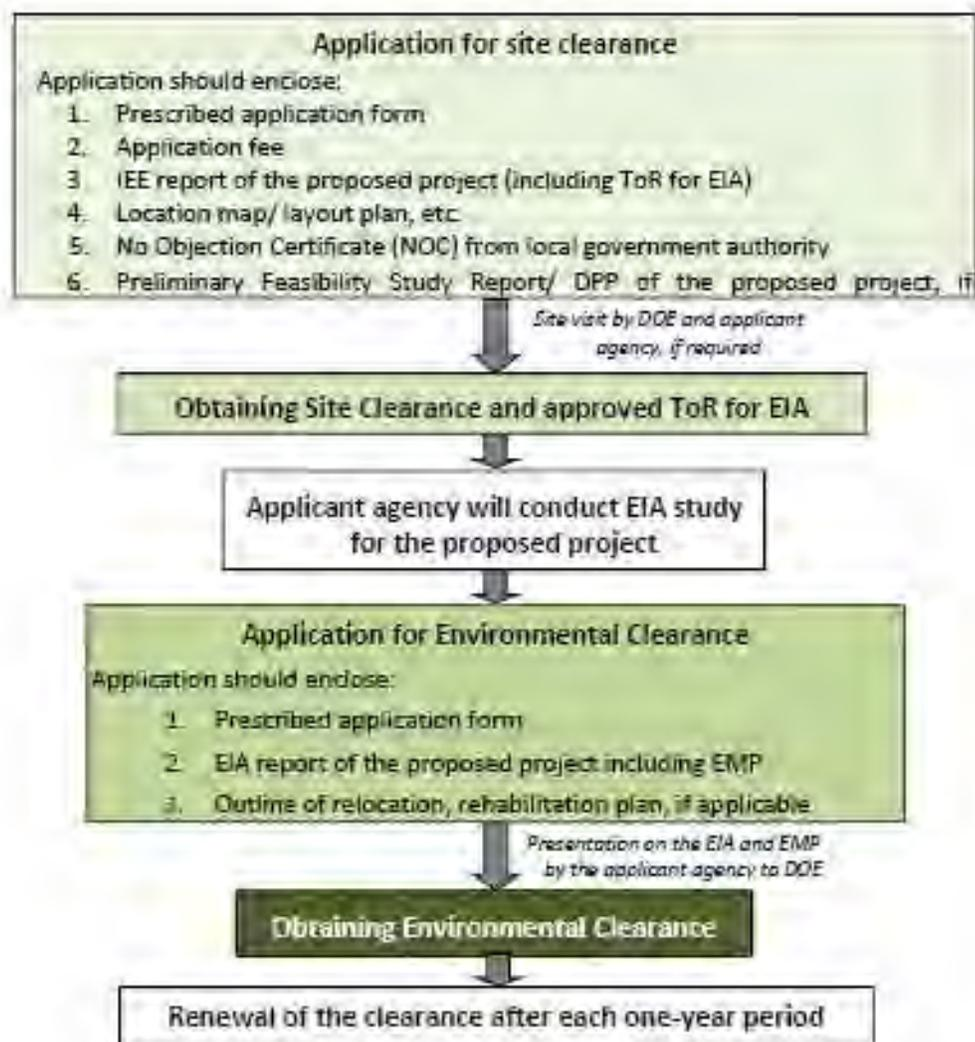 Application for site clearance
Application should enclose:
1. Prescribed application form
2. Application fee
3 IEE report of the proposed project (including ToR for EIA)
4. Location map/ layout plan, etc
5 No Objection Certificate (NOC) from local government authority
6. Preliminary Feasibility Study Report/ DPP of the proposed project, if
Site visit by DOE and applicant
agency, if required
Obtaining Site Clearance and approved ToR for EIA
Applicant agency will conduct EIA study
for the proposed project
Application for Environmental Clearance
Application should enclose:
1. Prescribed application form
2 EIA report of the proposed project including EMP
3. Outline of relocation, rehabilitation plan, if applicable
Presentation on the EIA and EMP
by the applicant agency to DOE
Obtaining Environmental Clearance
Renewal of the clearance after each one-year period